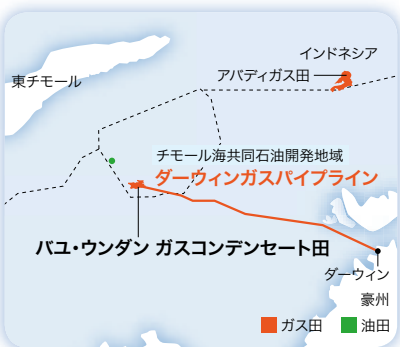 インドネシア
アバディガス田
東チモール
チモール海共同石油開発地域
ダーウィンガスパイプライン
バユ・ウンダン ガスコンデンセート田
ダーウィン
豪州
ガス田
油田